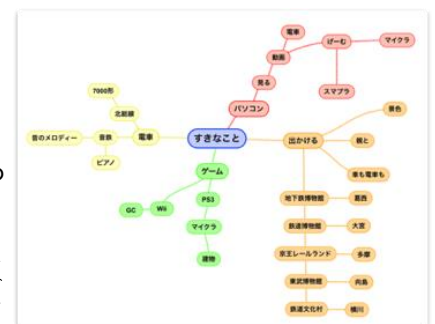 すきなこと
パソコン
見る
動画
電車
げーむ
マイクラ
スマブラ
出かける
景色
親と
車も電車も
地下鉄博物館
葛西
鉄道博物館
大宮
京王レールランド
多摩
東武博物館
向島
鉄道文化村
横川
ゲーム
PS3
マイクラ
建物
Wii
GC
電車
北総線
7000形
音鉄
昔のメロディー
ピアノ
の